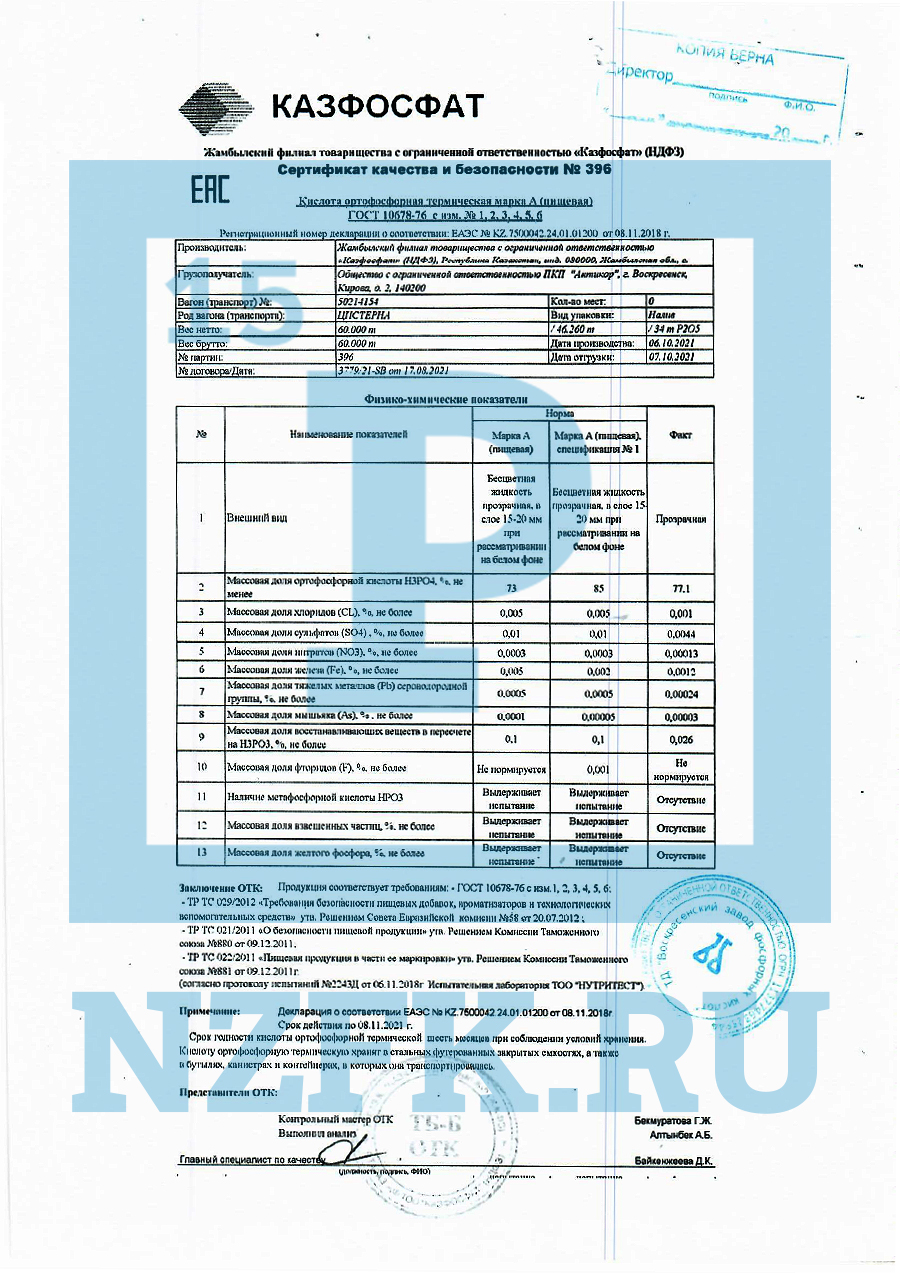 КОПИЯ ВЕРНА
Директор
подпись
Ф.И.О.
20 г.
КАЗФОСФАТ
Жамбылский филиал товарищества с ограниченной ответственностью «Казфосфат» (НДФЗ)
Сертификат качества и безопасности № 396
ЕАС
Кислота ортофосфорная термическая марка А (пищевая)
ГОСТ 10678-76 с изм. № 1, 2, 3, 4, 5, 6
Регистрационный номер декларации о соответствии: ЕАЭС № KZ.7500042.24.01.01200 от 08.11.2018 г.
Производитель: Жамбылский филиал товарищества с ограниченной ответственностью
«Казфосфат» (НДФЗ), Республика Казахстан, инд. 080000, Жамбылская обл., г.
Грузополучатель: Общество с ограниченной ответственностью ПКП "Антикор", г. Воскресенск,
Кирова, д. 2, 140200
Вагон (транспорт) №: 50214154 Кол-во мест: 0
Род вагона (транспорта): ЦИСТЕРНА Вид упаковки: Налив
Вес нетто: 60.000 т / 46.260 т / 34 т P2O5
Вес брутто: 60.000 т Дата производства: 06.10.2021
№ партии: 396 Дата отгрузки: 07.10.2021
№ договора/Дата: 3779/21-SB от 17.08.2021
Физико-химические показатели
№ Наименование показателей Норма Факт
Марка А (пищевая) Марка А (пищевая), спецификация № 1
1 Внешний вид Бесцветная жидкость прозрачная, в слое 15-20 мм при рассматривании на белом фоне Бесцветная жидкость прозрачная, в слое 15-20 мм при рассматривании на белом фоне Прозрачная
2 Массовая доля ортофосфорной кислоты H3PO4, %, не менее 73 85 77.1
3 Массовая доля хлоридов (CL), %, не более 0,005 0,005 0,001
4 Массовая доля сульфатов (SO4) , %, не более 0,01 0,01 0,0044
5 Массовая доля нитратов (NO3), %, не более 0,0003 0,0003 0,00013
6 Массовая доля железа (Fe), %, не более 0,005 0,002 0,0012
7 Массовая доля тяжелых металлов (Pb) сероводородной группы, %, не более 0,0005 0,0005 0,00024
8 Массовая доля мышьяка (As), % , не более 0,0001 0,00005 0,00003
9 Массовая доля восстанавливающих веществ в пересчете на H3PO3, %, не более 0,1 0,1 0,026
10 Массовая доля фторидов (F), %, не более Не нормируется 0,001 Не нормируется
11 Наличие метафосфорной кислоты HPO3 Выдерживает испытание Выдерживает испытание Отсутствие
12 Массовая доля взвешенных частиц, %, не более Выдерживает испытание Выдерживает испытание Отсутствие
13 Массовая доля желтого фосфора, %, не более Выдерживает испытание Выдерживает испытание Отсутствие
Заключение ОТК: Продукция соответствует требованиям: - ГОСТ 10678-76 с изм.1, 2, 3, 4, 5, 6;
- ТР ТС 029/2012 «Требования безопасности пищевых добавок, ароматизаторов и технологических
вспомогательных средств» утв. Решением Совета Евразийской комисии №58 от 20.07.2012 ;
- ТР ТС 021/2011 «О безопасности пищевой продукции» утв. Решением Комиссии Таможенного
союза №880 от 09.12.2011;
- ТР ТС 022/2011 «Пищевая продукция в части ее маркировки» утв. Решением Комиссии Таможенного
союза №881 от 09.12.2011г
(согласно протоколу испытаний №2243Д от 06.11.2018г Испытательная лаборатория ТОО "НУТРИТЕСТ")
Примечание: Декларация о соответствии ЕАЭС № KZ.7500042 24.01.01200 от 08.11.2018г
Срок действия по 08.11.2021 г.
Срок годности кислоты ортофосфорной термической шесть месяцев при соблюдении условий хранения.
Кислоту ортофосфорную термическую хранят в стальных футерованных закрытых емкостях, а также
в бутылях, канистрах и контейнерах, в которых она транспортировалась.
ТД "Воскресенский завод фосфорных кислот"
Представители ОТК:
Контрольный мастер ОТК Бекмуратова Г.Ж.
Выполнил анализ Алтынбек А.Б.
ТБ-Б
ОТК
Главный специалист по качеству Байкенжеева Д.К.
(должность, подпись, ФИО)
15
P
NZFK.RU